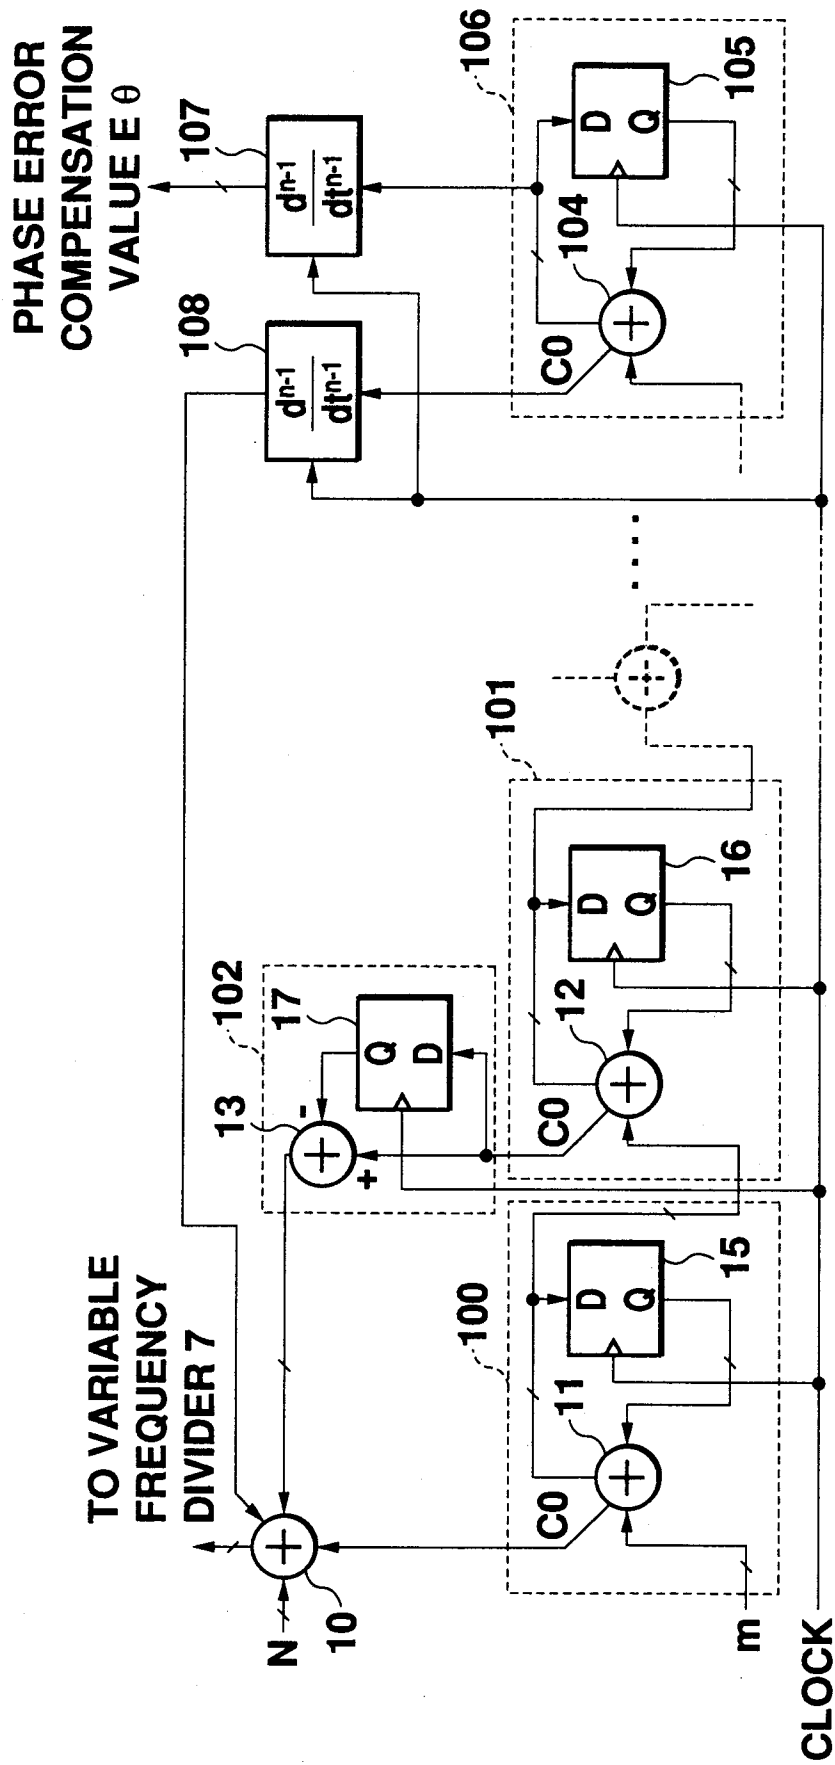 PHASE ERROR
COMPENSATION
VALUE E θ
TO VARIABLE
FREQUENCY
DIVIDER 7
108
107
d^n-1
dt^n-1
d^n-1
dt^n-1
13
102
17
-
+
Q
D
N
10
100
C0
11
D
Q
15
101
C0
12
D
Q
16
106
C0
104
D
Q
105
m
CLOCK